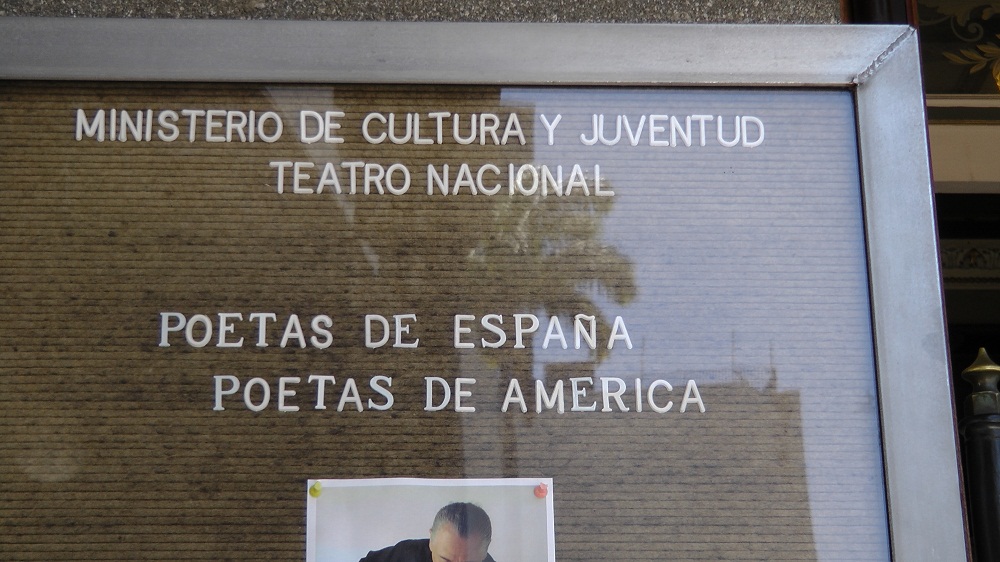 MINISTERIO DE CULTURA Y JUVENTUD
TEATRO NACIONAL
POETAS DE ESPAÑA
POETAS DE AMERICA